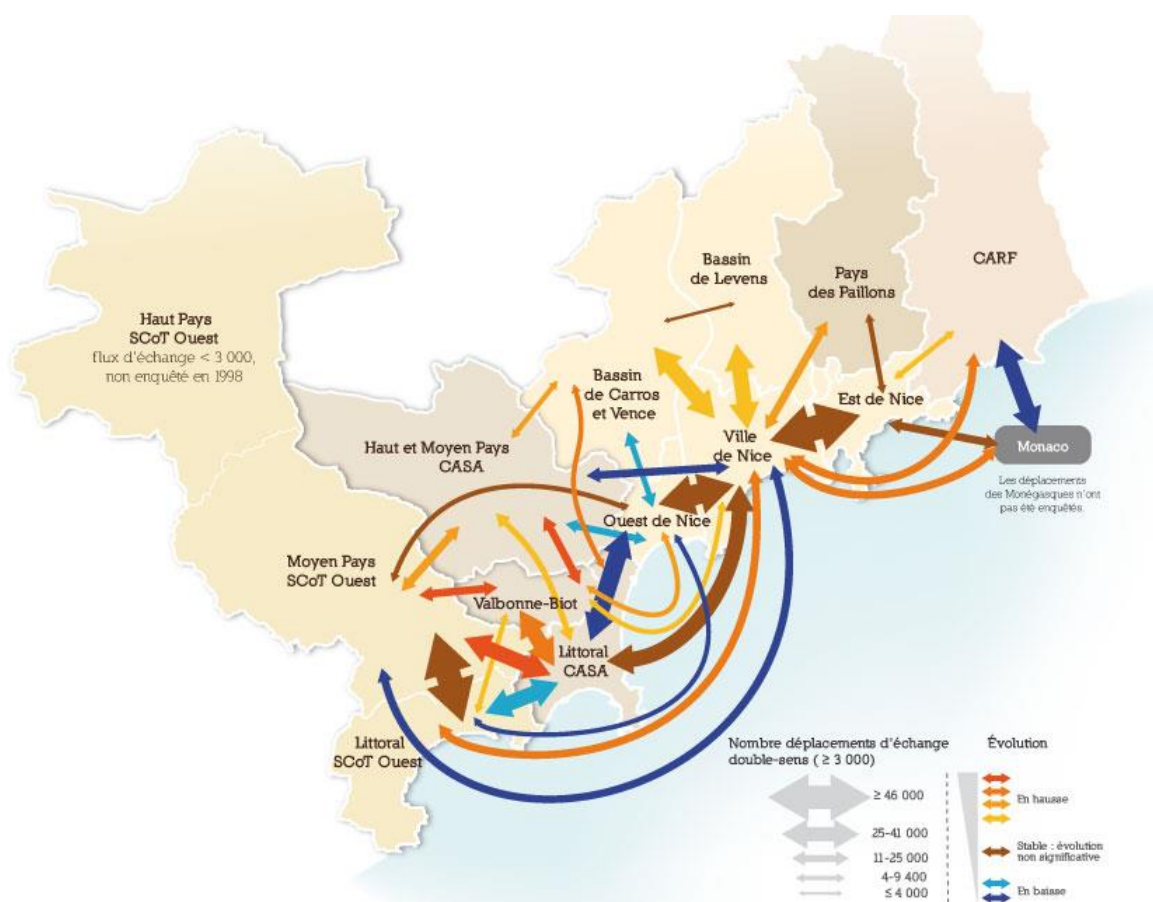 Haut Pays
SCoT Ouest
flux d'échange < 3 000,
non enquêté en 1998
Bassin
de Levens
Pays
des Paillons
CARF
Bassin
de Carros
et Vence
Est de Nice
Haut et Moyen Pays
CASA
Ville
de Nice
Monaco
Les déplacements
des Monégasques n'ont
pas été enquêtés.
Ouest de Nice
Moyen Pays
SCoT Ouest
Valbonne-Biot
Littoral
CASA
Littoral
SCoT Ouest
Nombre déplacements d'échange
double-sens ( ≥ 3 000)
≥ 46 000
25-41 000
11-25 000
4-9 400
≤ 4 000
Évolution
En hausse
Stable : évolution
non significative
En baisse